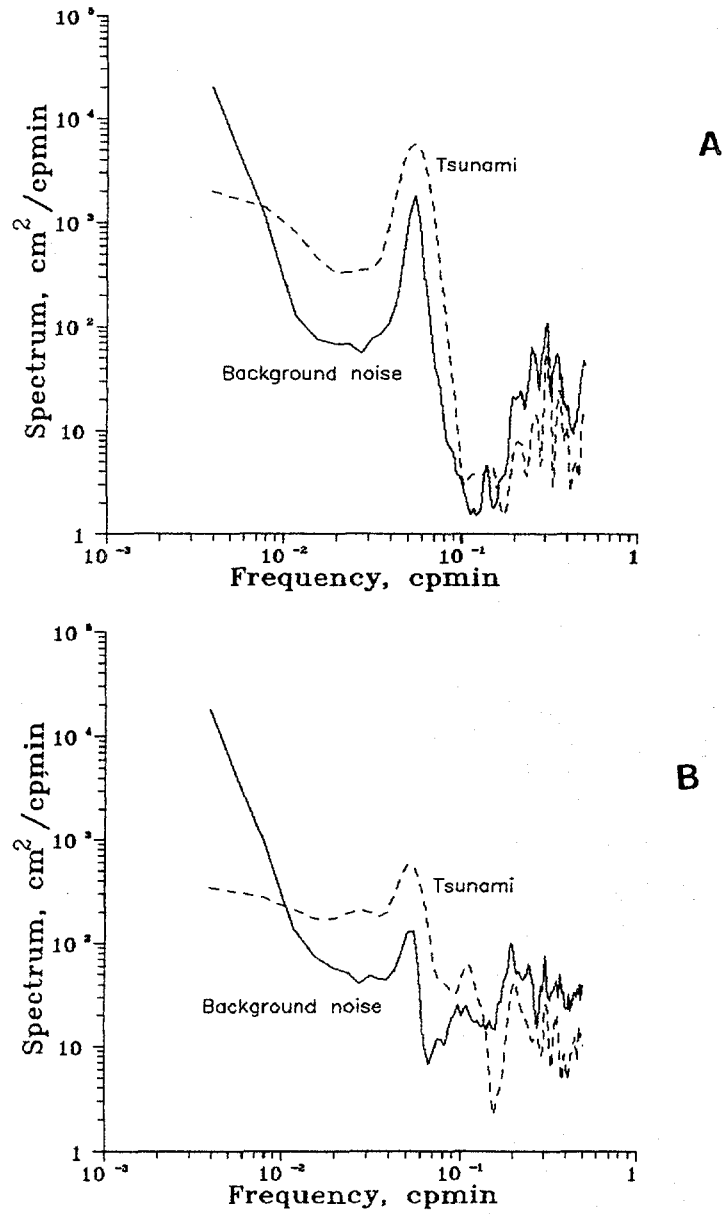 10⁵
A
10⁴
Tsunami
10³
Spectrum, cm²/cpmin
10²
Background noise
10
1
10⁻³
10⁻²
10⁻¹
1
Frequency, cpmin
10⁵
10⁴
B
10³
Tsunami
Spectrum, cm²/cpmin
10²
Background noise
10
1
10⁻³
10⁻²
10⁻¹
1
Frequency, cpmin